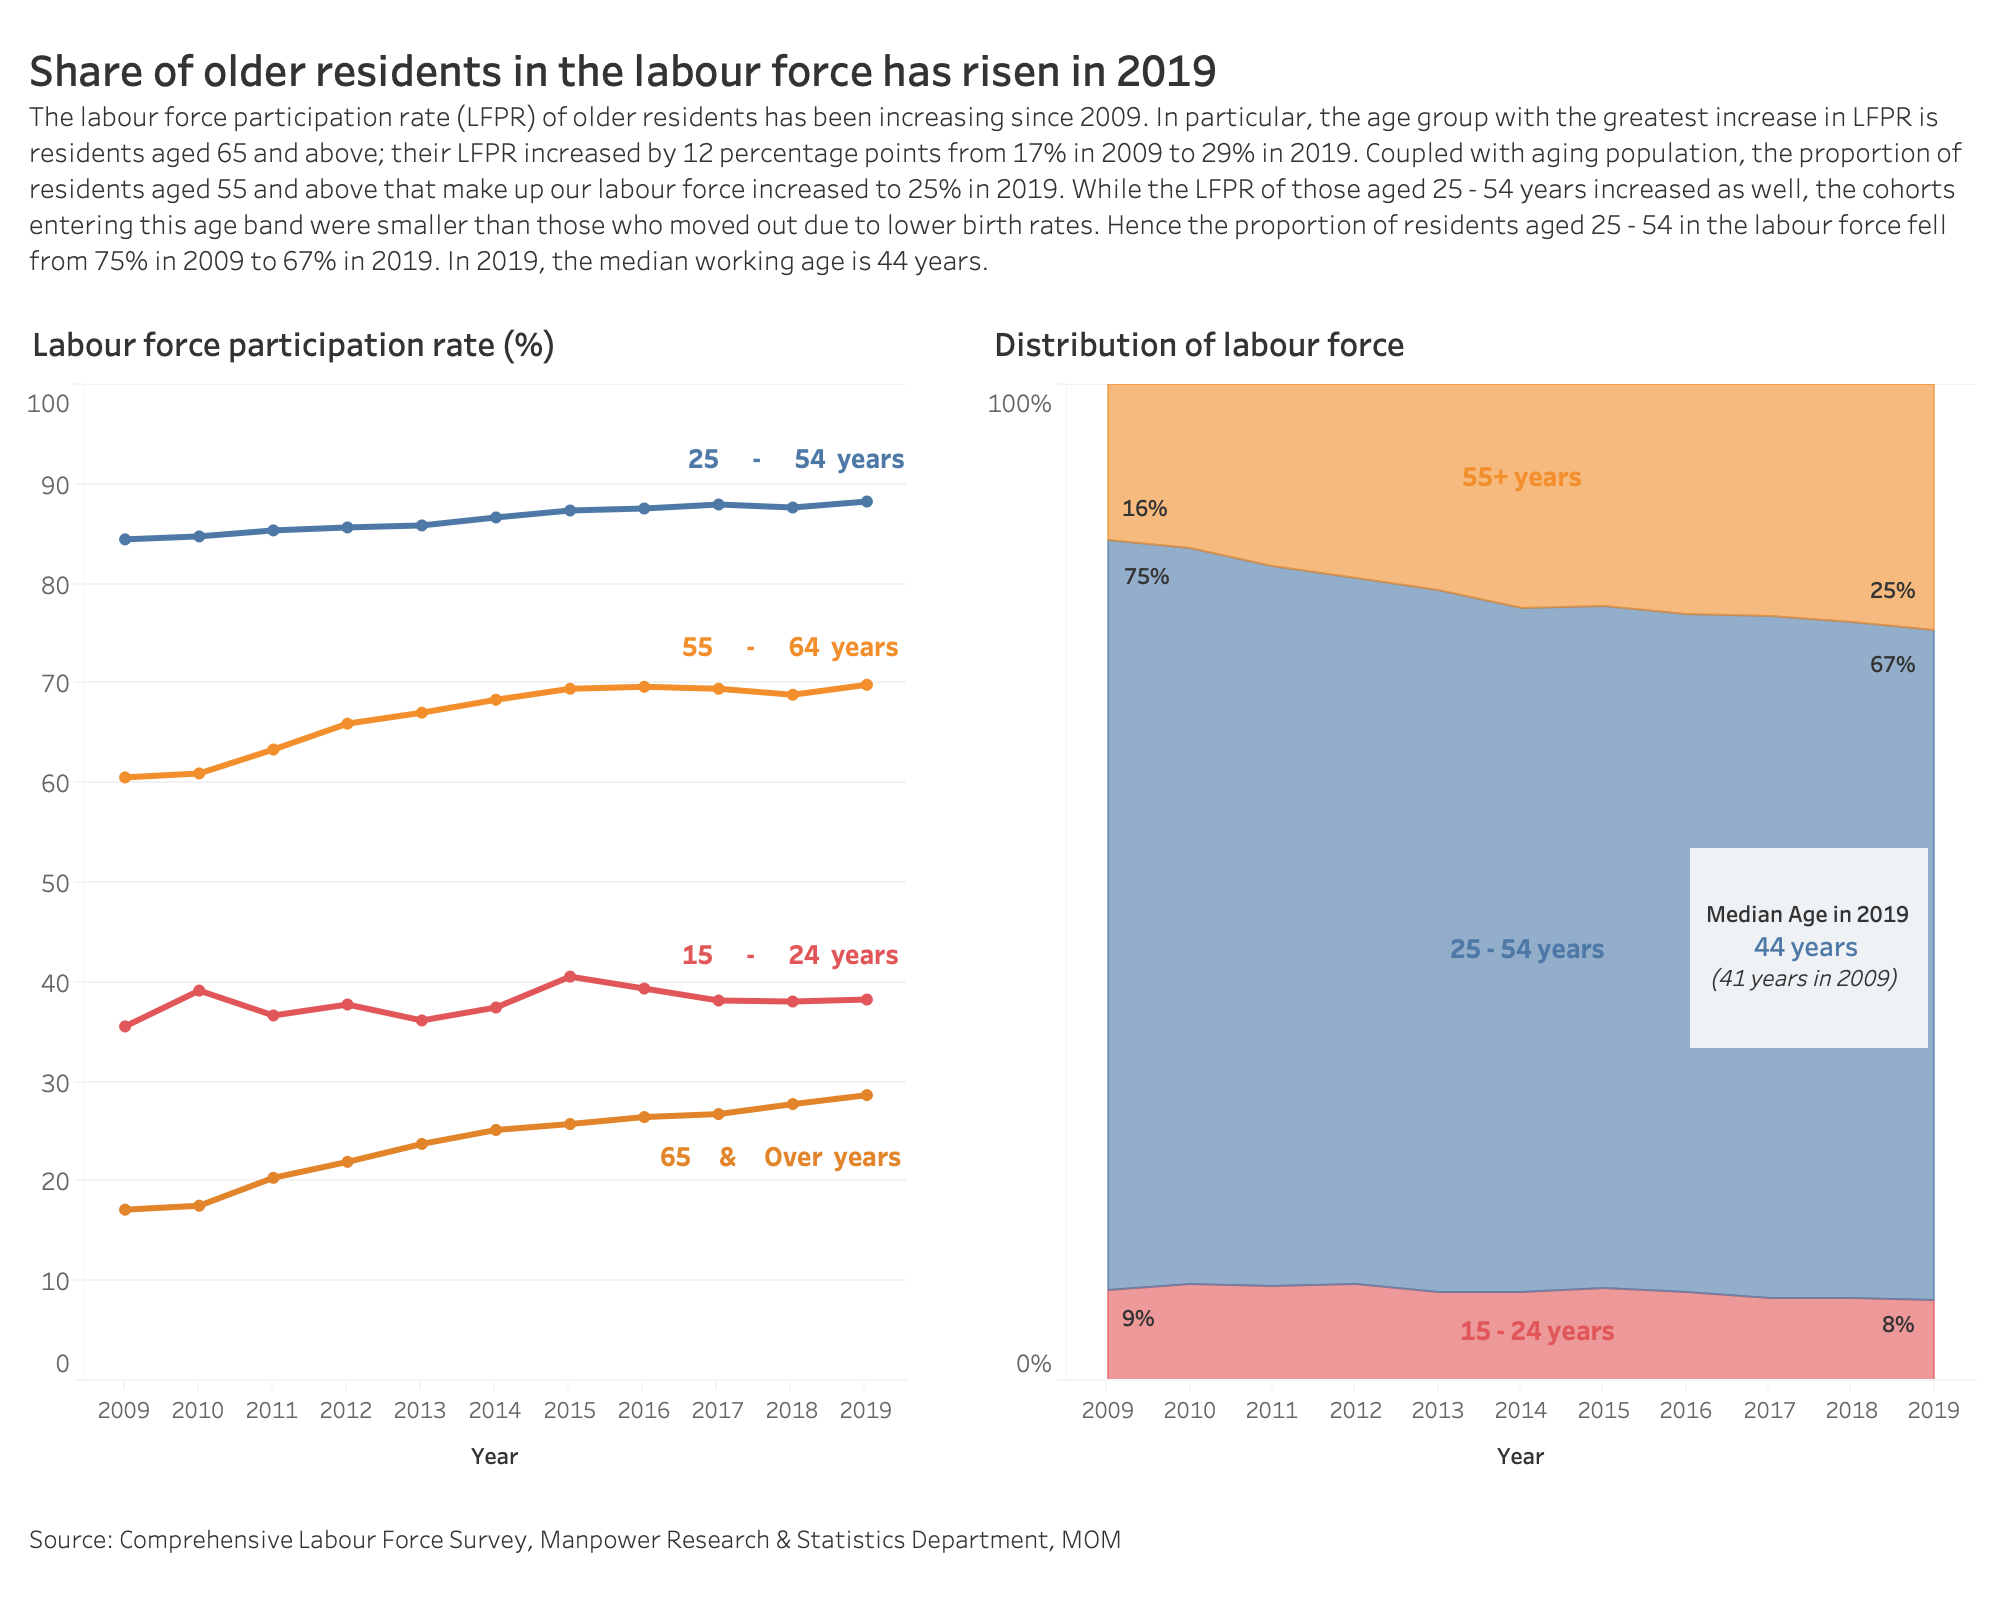 Share of older residents in the labour force has risen in 2019
The labour force participation rate (LFPR) of older residents has been increasing since 2009. In particular, the age group with the greatest increase in LFPR is
residents aged 65 and above; their LFPR increased by 12 percentage points from 17% in 2009 to 29% in 2019. Coupled with aging population, the proportion of
residents aged 55 and above that make up our labour force increased to 25% in 2019. While the LFPR of those aged 25 - 54 years increased as well, the cohorts
entering this age band were smaller than those who moved out due to lower birth rates. Hence the proportion of residents aged 25 - 54 in the labour force fell
from 75% in 2009 to 67% in 2019. In 2019, the median working age is 44 years.
Labour force participation rate (%)
100
90
80
70
60
50
40
30
20
10
0
25 - 54 years
55 - 64 years
15 - 24 years
65 & Over years
2009 2010 2011 2012 2013 2014 2015 2016 2017 2018 2019
Year
Distribution of labour force
100%
0%
55+ years
16%
75%
25%
67%
25 - 54 years
Median Age in 2019
44 years
(41 years in 2009)
9%
15 - 24 years
8%
2009 2010 2011 2012 2013 2014 2015 2016 2017 2018 2019
Year
Source: Comprehensive Labour Force Survey, Manpower Research & Statistics Department, MOM